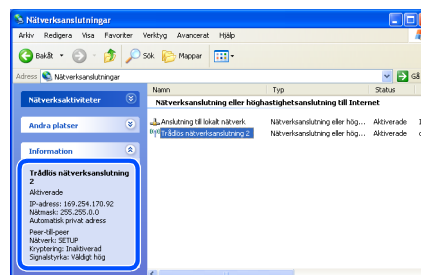 Nätverksanslutningar
Arkiv Redigera Visa Favoriter Verktyg Avancerat Hjälp
Bakåt Sök Mappar
Adress Nätverksanslutningar Gå
Namn Typ Status
Nätverksaktiviteter
Nätverksanslutning eller höghastighetsanslutning till Internet
Andra platser
Anslutning till lokalt nätverk Nätverksanslutning eller hög... Aktiverade
Trådlös nätverksanslutning 2 Nätverksanslutning eller hög... Aktiverade
Information
Trådlös nätverksanslutning
2
Aktiverade
IP-adress: 169.254.170.92
Nätmask: 255.255.0.0
Automatisk privat adress
Peer-till-peer
Nätverk: SETUP
Kryptering: Inaktiverad
Signalstyrka: Väldigt hög